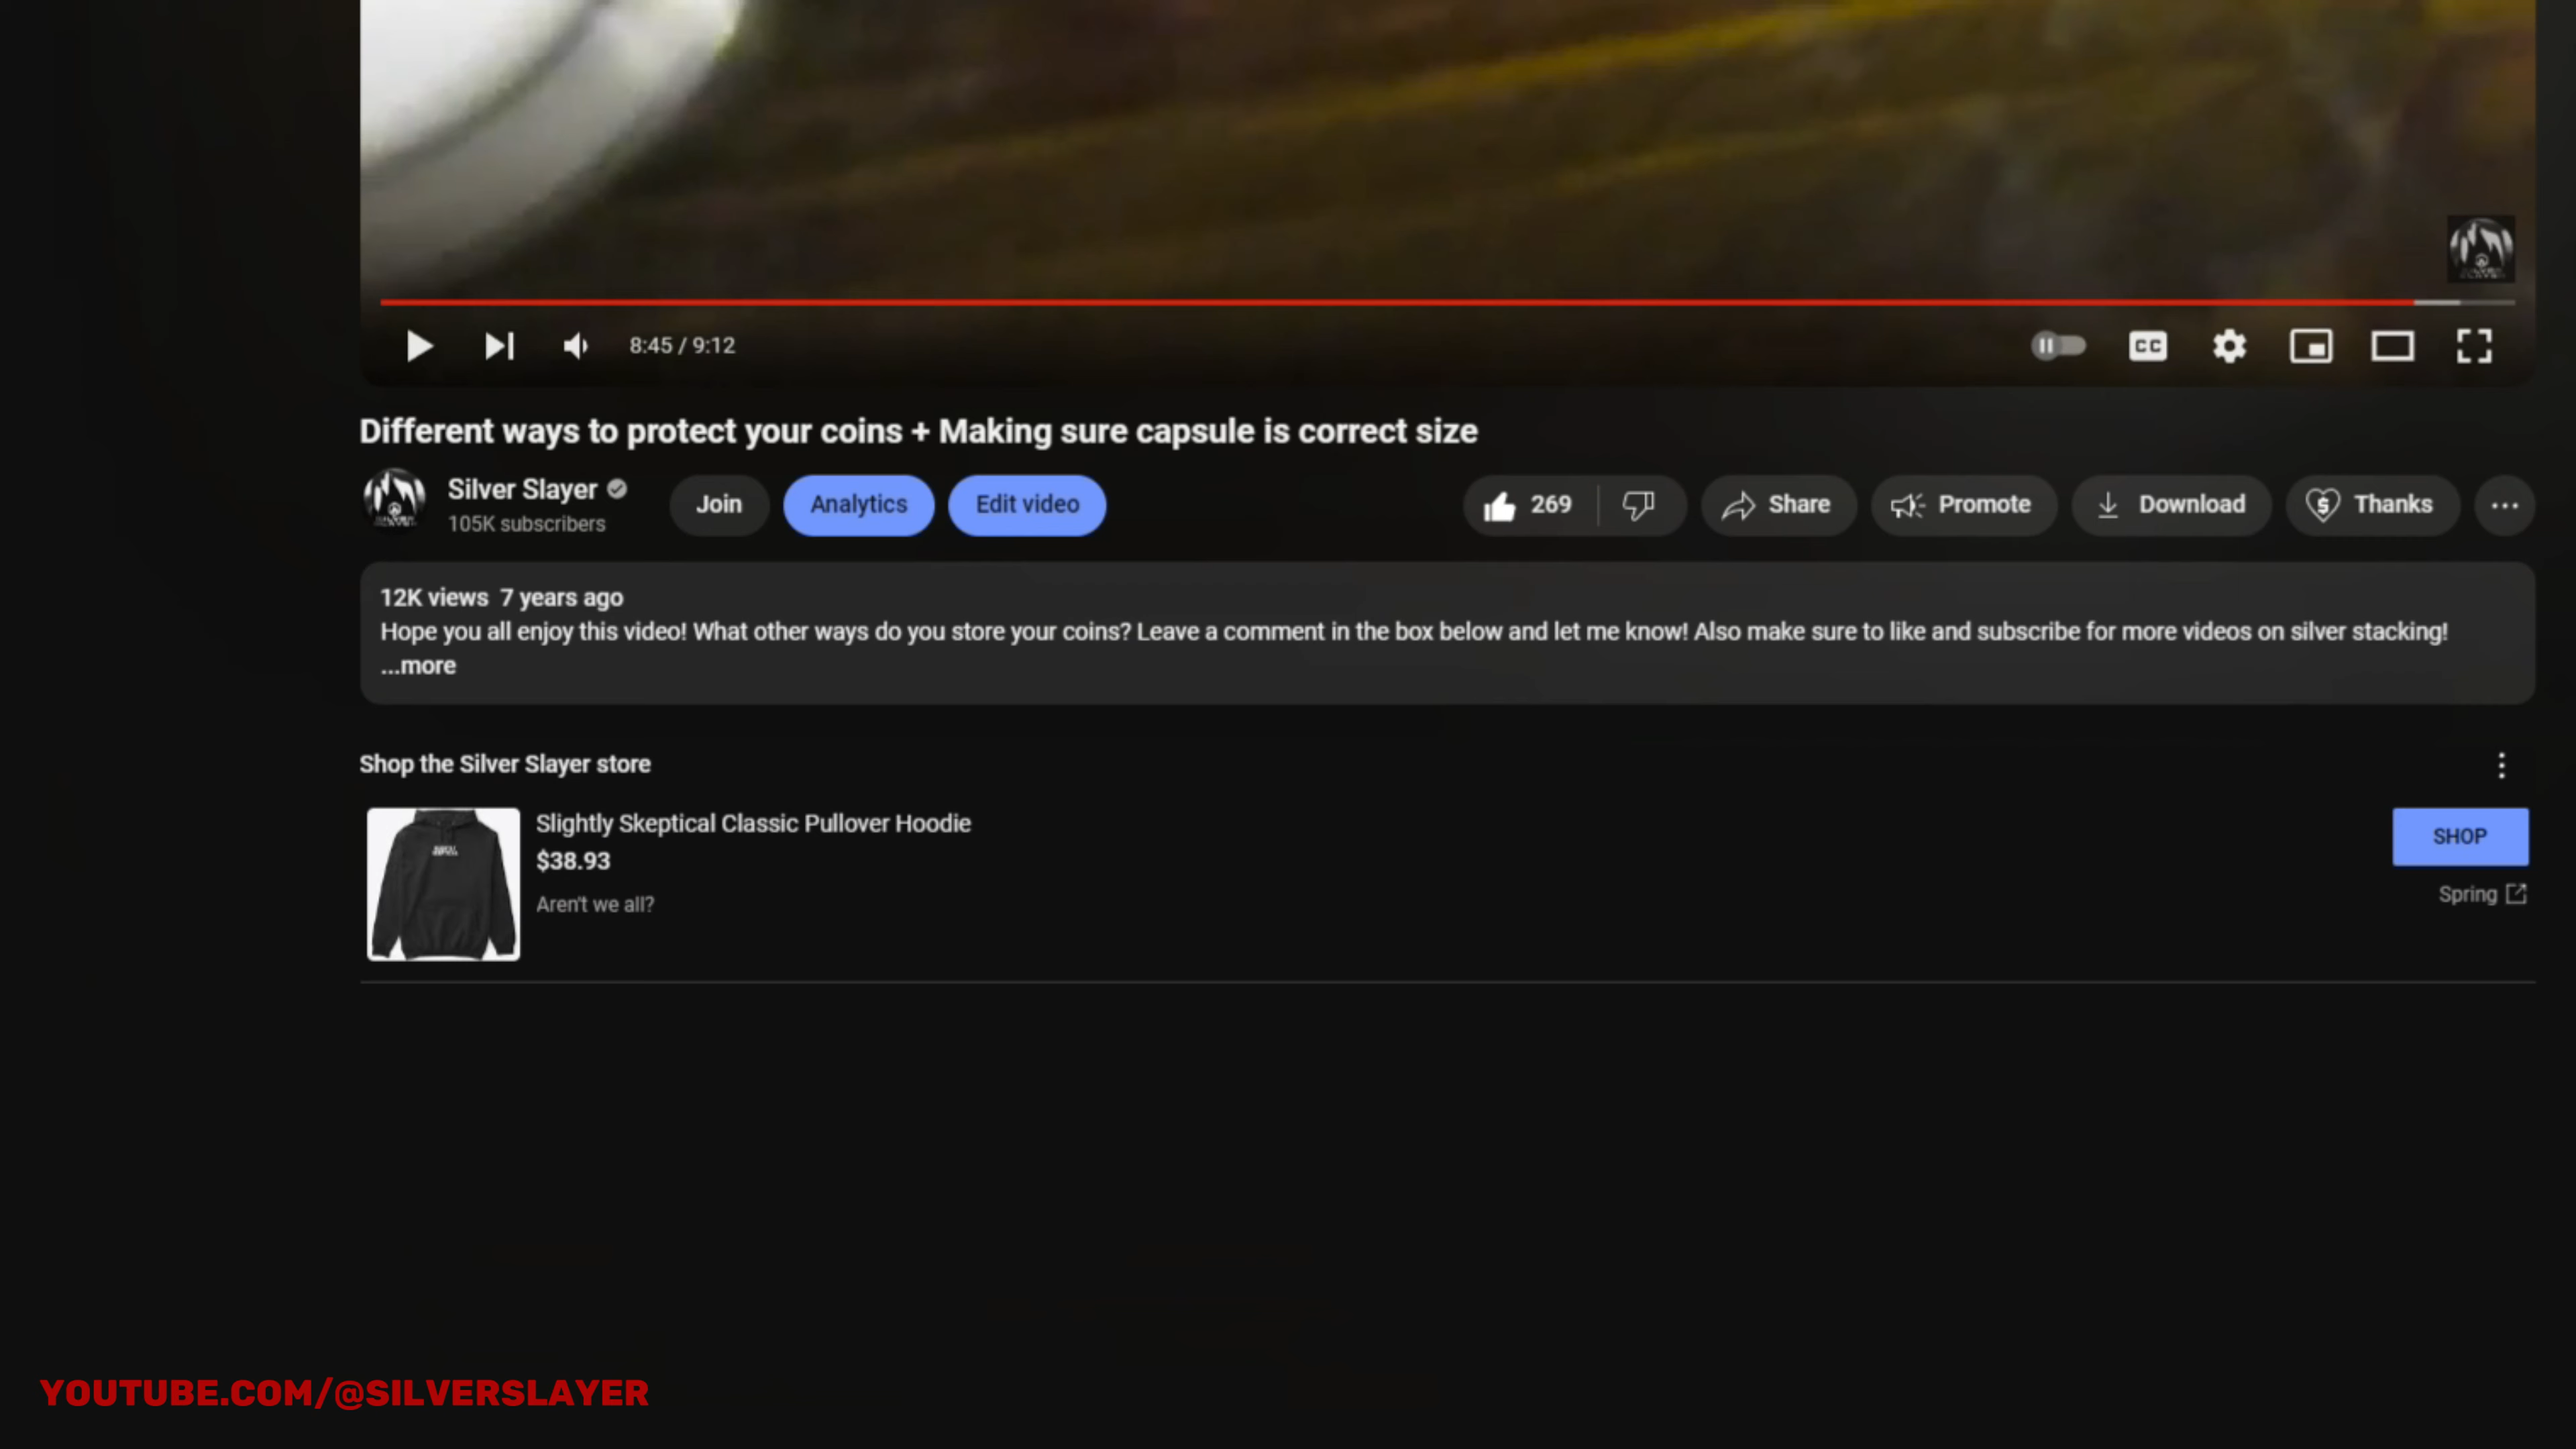 8:45 / 9:12
CC
Different ways to protect your coins + Making sure capsule is correct size
Silver Slayer
105K subscribers
Join
Analytics
Edit video
269
Share
Promote
Download
Thanks
12K views 7 years ago
Hope you all enjoy this video! What other ways do you store your coins? Leave a comment in the box below and let me know! Also make sure to like and subscribe for more videos on silver stacking!
...more
Shop the Silver Slayer store
Slightly Skeptical Classic Pullover Hoodie
$38.93
Aren't we all?
SHOP
Spring
YOUTUBE.COM/@SILVERSLAYER